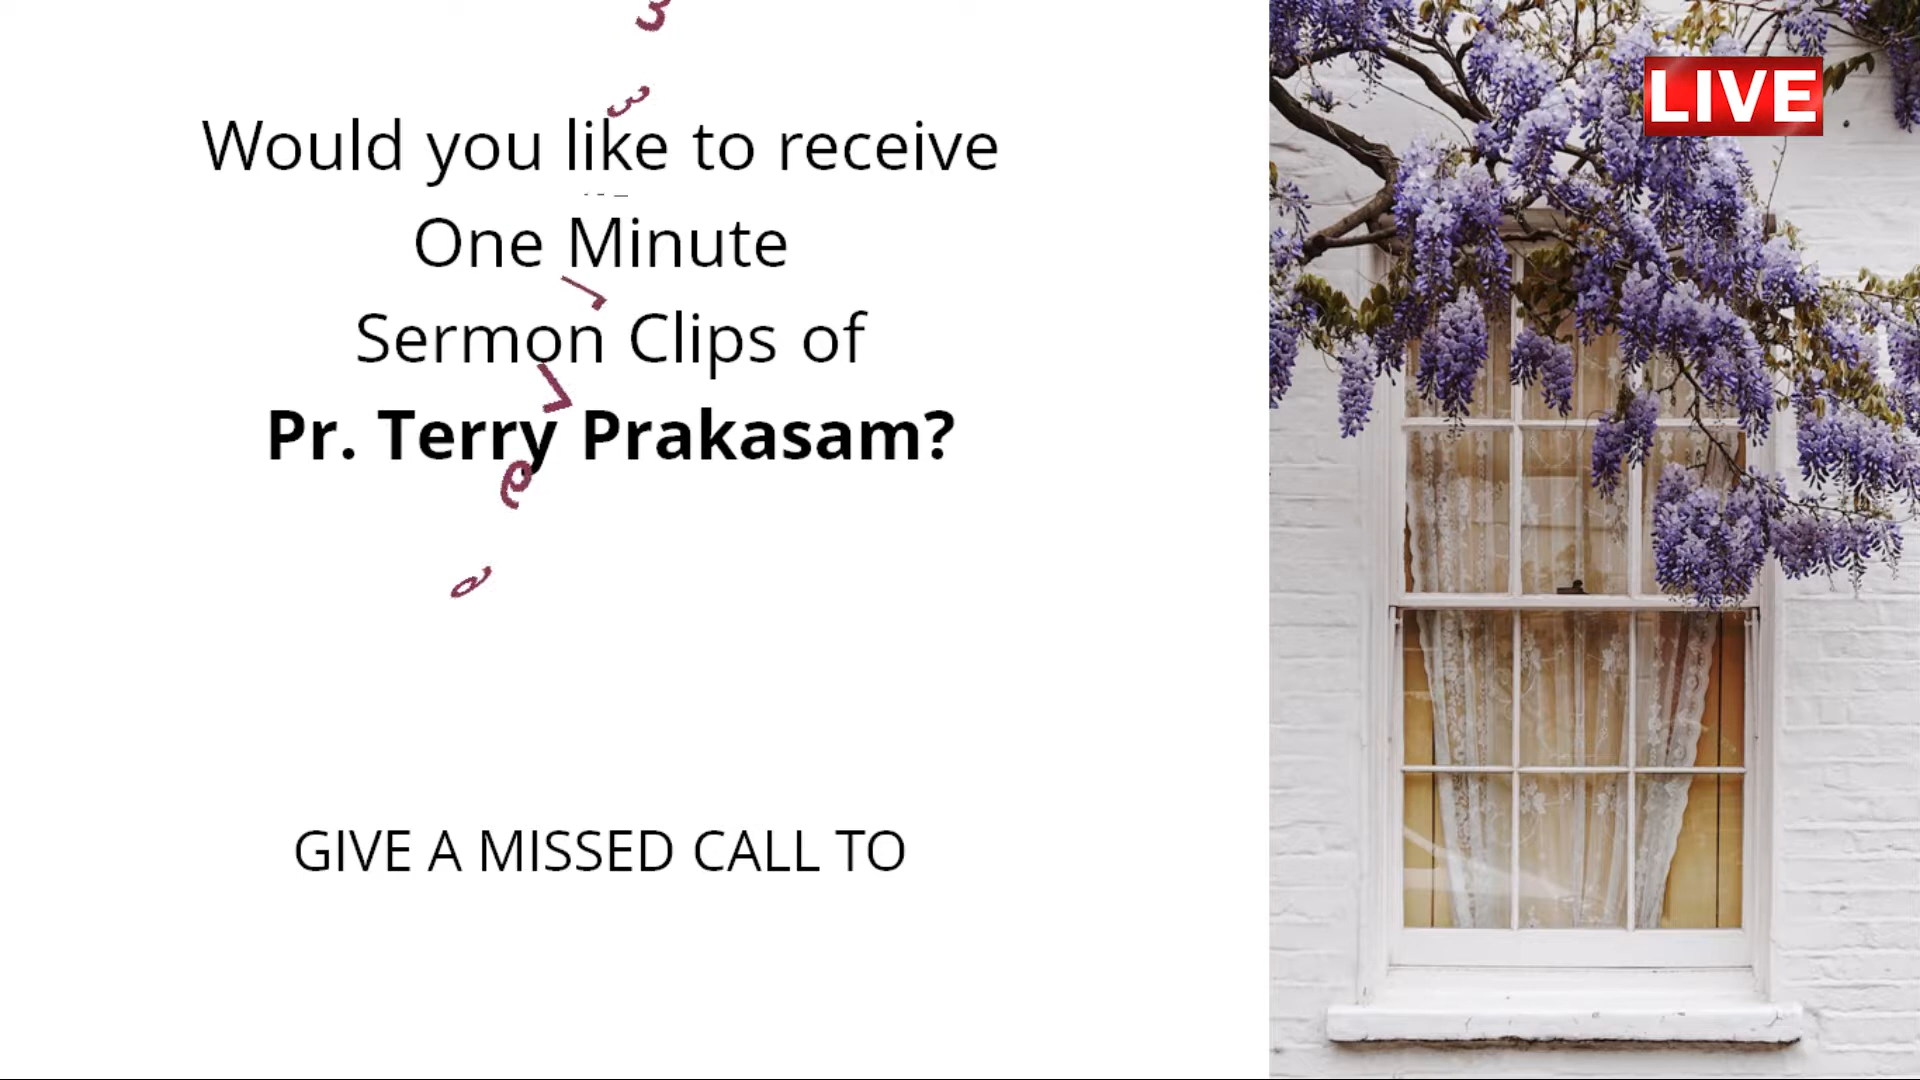 LIVE
Would you like to receive
One Minute
Sermon Clips of
Pr. Terry Prakasam?
GIVE A MISSED CALL TO